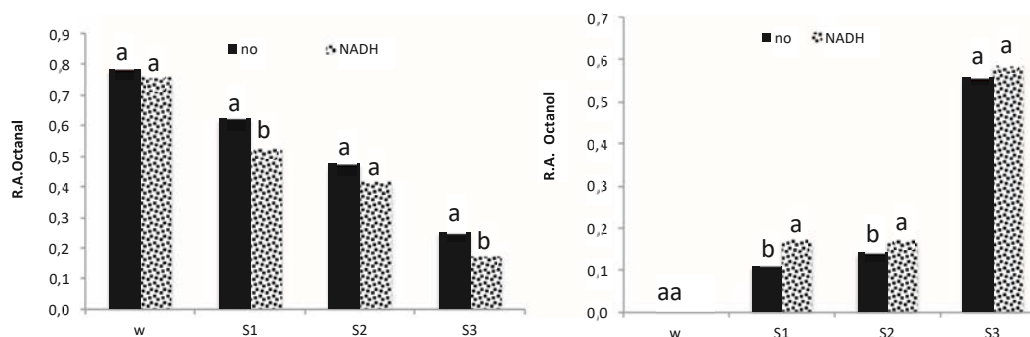 R.A.Octanal
0,9
0,8
0,7
0,6
0,5
0,4
0,3
0,2
0,1
0,0
no NADH
a a
a b
a a
a b
w S1 S2 S3
R.A. Octanol
0,7
0,6
0,5
0,4
0,3
0,2
0,1
0,0
no NADH
aa
b a
b a
a a
w S1 S2 S3